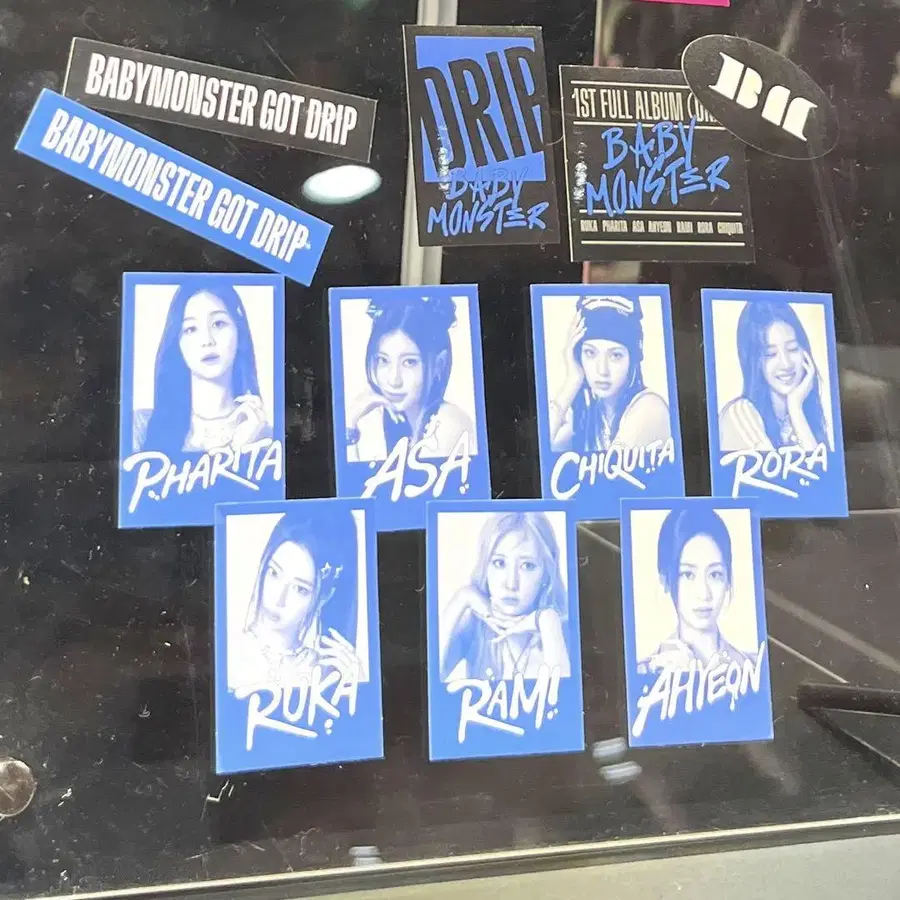 BABYMONSTER GOT DRIP
BABYMONSTER GOT DRIP
DRIP
BABY
MONSTER
1ST FULL ALBUM
BABY
MONSTER
RUKA PHARITA ASA AHYEON RAMI RORA CHIQUITA
PHARITA
ASA
CHIQUITA
RORA
RUKA
RAMI
AHYEON